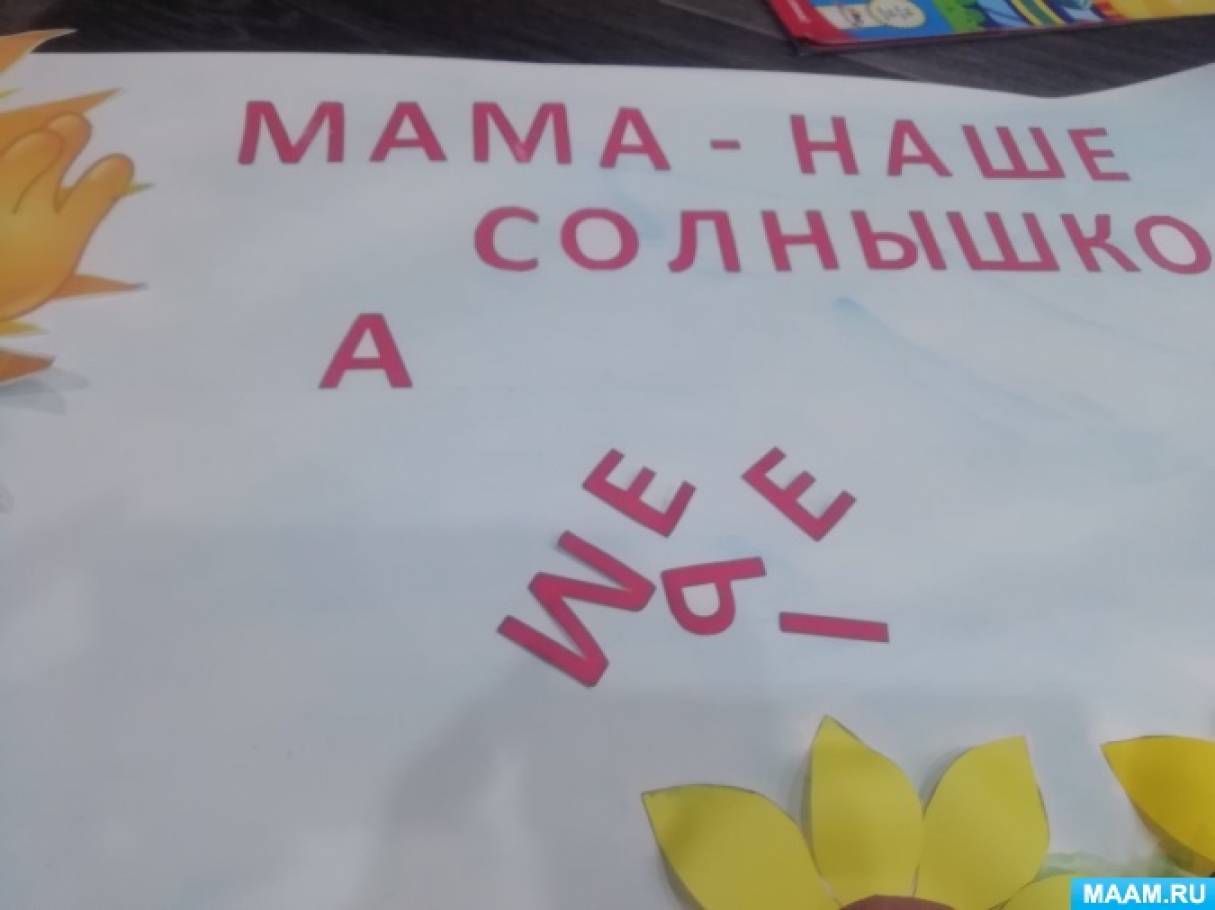 МАМА - НАШЕ
СОЛНЫШКО
А
Е Е
М Р I
MAAM.RU